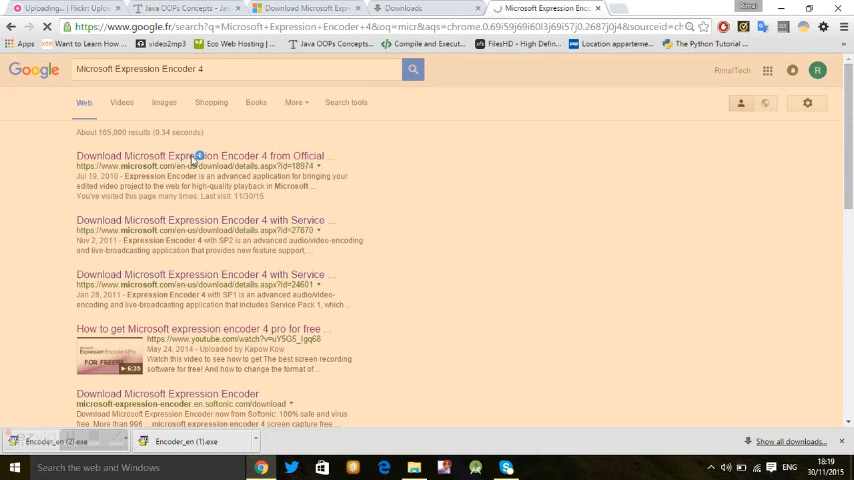 Uploading... | Flickr: Uplo
Java OOPs Concepts - Jav
Download Microsoft Expre
Downloads
Microsoft Expression Enc
Rimal
https://www.google.fr/search?q=Microsoft+Expression+Encoder+4&oq=micr&aqs=chrome.0.69i59j69i60l3j69i57j0.2687j0j4&sourceid=ch
Apps
Want to Learn How ...
video2mp3
Eco Web Hosting |
Java OOPs Concepts...
Compile and Execut...
FilesHD - High Defin...
Location apparteme...
The Python Tutorial ...
Google
Microsoft Expression Encoder 4
RimalTech
R
Web
Videos
Images
Shopping
Books
More
Search tools
About 165,000 results (0.34 seconds)
Download Microsoft Expression Encoder 4 from Official ...
https://www.microsoft.com/en-us/download/details.aspx?id=18974
Jul 19, 2010 - Expression Encoder is an advanced application for bringing your
edited video project to the web for high-quality playback in Microsoft ...
You've visited this page many times. Last visit: 11/30/15
Download Microsoft Expression Encoder 4 with Service ...
https://www.microsoft.com/en-us/download/details.aspx?id=27870
Nov 2, 2011 - Expression Encoder 4 with SP2 is an advanced audio/video-encoding
and live-broadcasting application that provides new feature support, ...
Download Microsoft Expression Encoder 4 with Service ...
https://www.microsoft.com/en-us/download/details.aspx?id=24601
Jan 28, 2011 - Expression Encoder 4 with SP1 is an advanced audio/video-
encoding and live-broadcasting application that includes Service Pack 1, which ...
How to get Microsoft expression encoder 4 pro for free ...
https://www.youtube.com/watch?v=uY5G5_Igq68
May 24, 2014 - Uploaded by Kapow Kow
Watch this video to see how to get The best screen recording
software for free! And how to change the format of ...
Expression Encoder 4 Pro
FOR FREE!!
6:35
Download Microsoft Expression Encoder
microsoft-expression-encoder.en.softonic.com/download
Download Microsoft Expression Encoder now from Softonic: 100% safe and virus
free. More than 996 ... microsoft expression encoder screen capture free ...
Encoder_en (2).exe
Encoder_en (1).exe
Show all downloads...
Search the web and Windows
ENG
18:19
30/11/2015